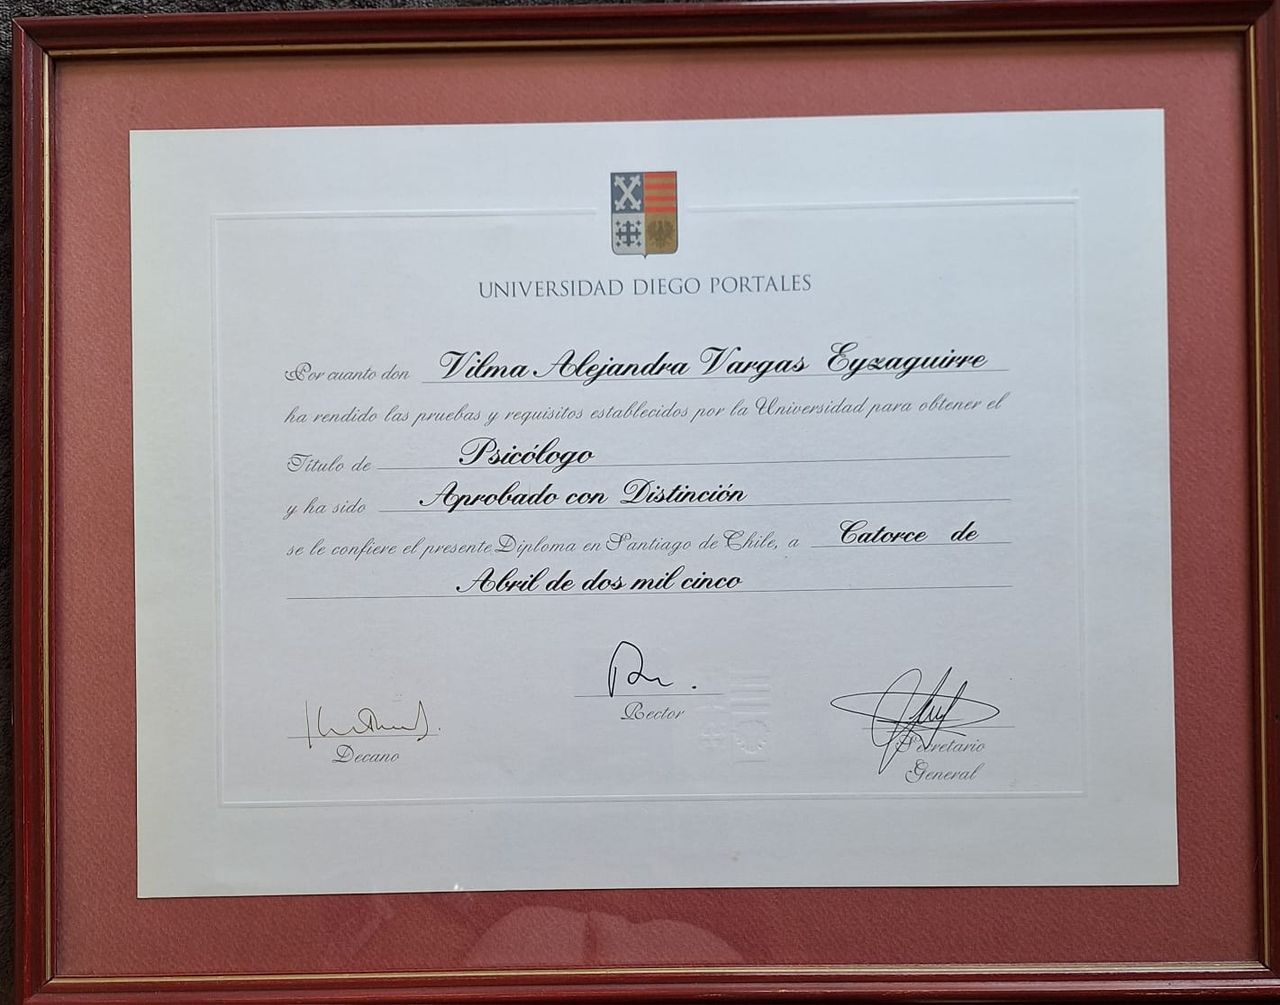 UNIVERSIDAD DIEGO PORTALES
Por cuanto don Vilma Alejandra Vargas Eyzaguirre
ha rendido las pruebas y requisitos establecidos por la Universidad para obtener el
Título de Psicólogo
y ha sido Aprobado con Distinción
se le confiere el presente Diploma en Santiago de Chile, a Catorce de
Abril de dos mil cinco
Rector
Decano
Secretario
General